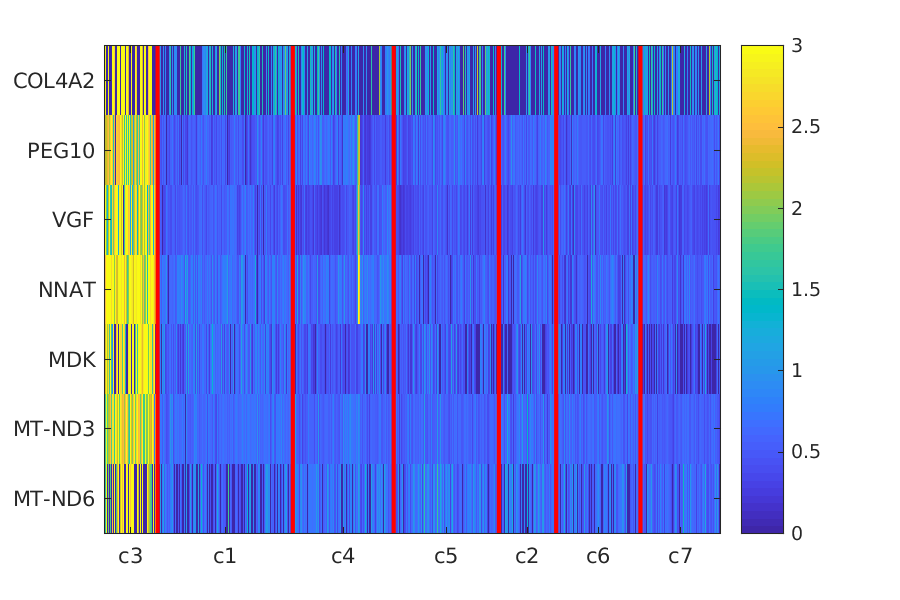 COL4A2
PEG10
VGF
NNAT
MDK
MT-ND3
MT-ND6
c3 c1 c4 c5 c2 c6 c7
3
2.5
2
1.5
1
0.5
0